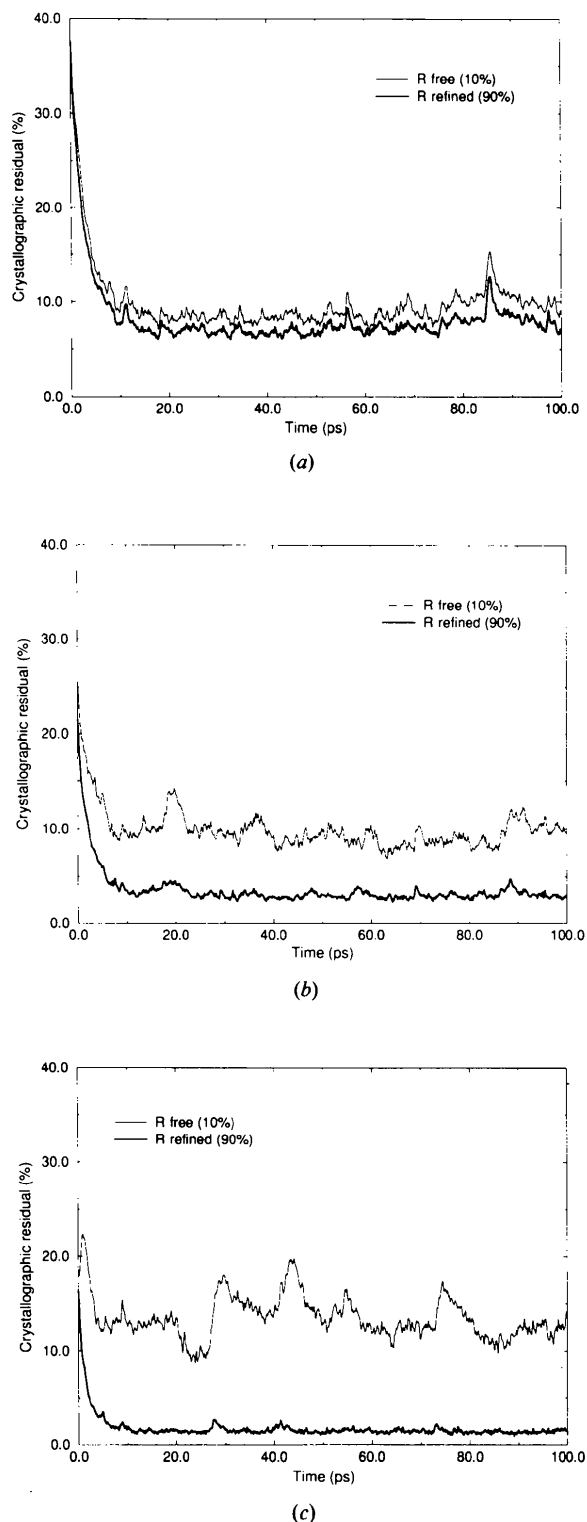 40.0
R free (10%)
R refined (90%)
30.0
20.0
10.0
0.0
Crystallographic residual (%)
0.0 20.0 40.0 60.0 80.0 100.0
Time (ps)
(a)
40.0
R free (10%)
R refined (90%)
30.0
20.0
10.0
0.0
Crystallographic residual (%)
0.0 20.0 40.0 60.0 80.0 100.0
Time (ps)
(b)
40.0
R free (10%)
R refined (90%)
30.0
20.0
10.0
0.0
Crystallographic residual (%)
0.0 20.0 40.0 60.0 80.0 100.0
Time (ps)
(c)